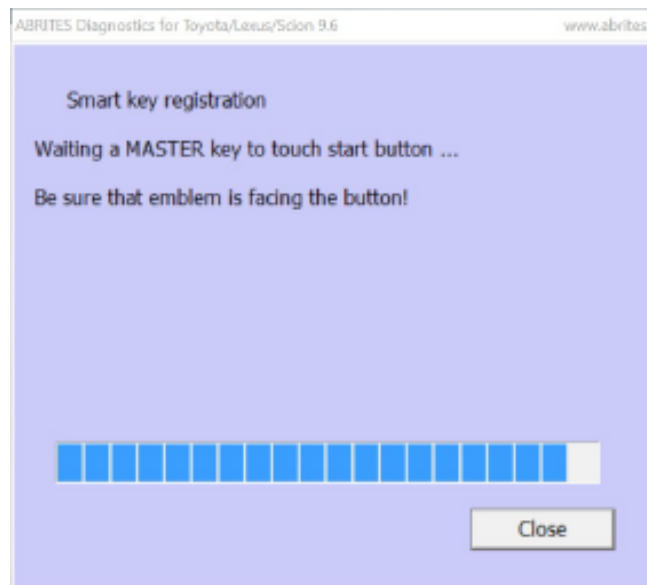 ABRITES Diagnostics for Toyota/Lexus/Scion 9.6 www.abrites
Smart key registration
Waiting a MASTER key to touch start button ...
Be sure that emblem is facing the button!
Close